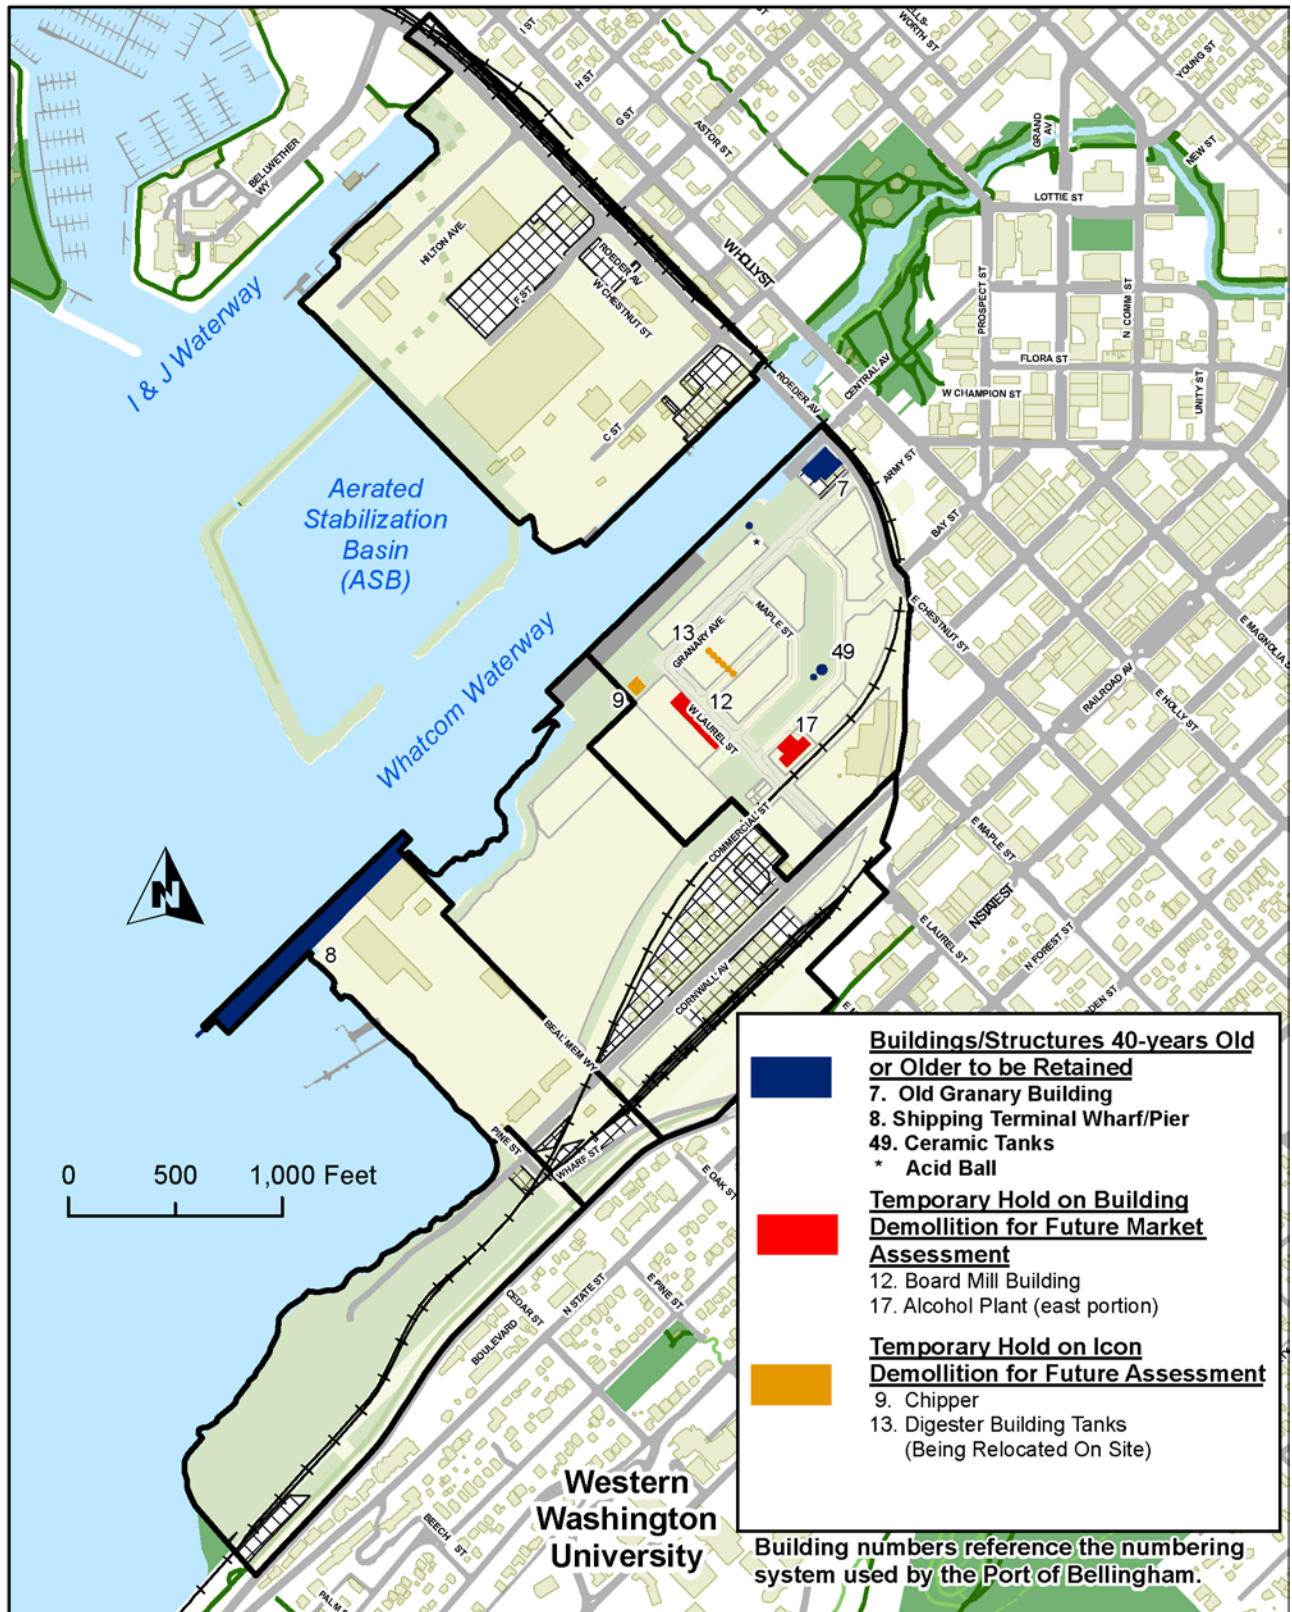 I ST
H ST
G ST
ASTOR ST
YOUNG ST
GRAND
AV
NEW ST
LOTTIE ST
BELLWETHER
WY
HILTON AVE.
ROEDER AV
W CHESTNUT ST
F ST
W HOLLY ST
PROSPECT ST
N COMM ST
I & J Waterway
FLORA ST
CENTRAL AV
W CHAMPION ST
UNITY ST
ROEDER AV
C ST
ARMY ST
7
BAY ST
Aerated
Stabilization
Basin
(ASB)
*
E CHESTNUT ST
E MAGNOLIA S
MAPLE ST
13
GRANARY AVE
49
RAILROAD AV
E HOLLY ST
Whatcom Waterway
9
12
W LAUREL ST
17
COMMERCIAL ST
E MAPLE ST
N STATE ST
E LAUREL ST
N FOREST ST
N
8
CORNWALL AV
DEN ST
BEAL MEM WY
PINE ST
WHARF ST
E OAK ST
0 500 1,000 Feet
E PINE ST
N STATE ST
CEDAR ST
BOULEVARD
BEECH ST
Buildings/Structures 40-years Old
or Older to be Retained
7. Old Granary Building
8. Shipping Terminal Wharf/Pier
49. Ceramic Tanks
* Acid Ball
Temporary Hold on Building
Demollition for Future Market
Assessment
12. Board Mill Building
17. Alcohol Plant (east portion)
Temporary Hold on Icon
Demollition for Future Assessment
9. Chipper
13. Digester Building Tanks
(Being Relocated On Site)
Western
Washington
University
Building numbers reference the numbering
system used by the Port of Bellingham.